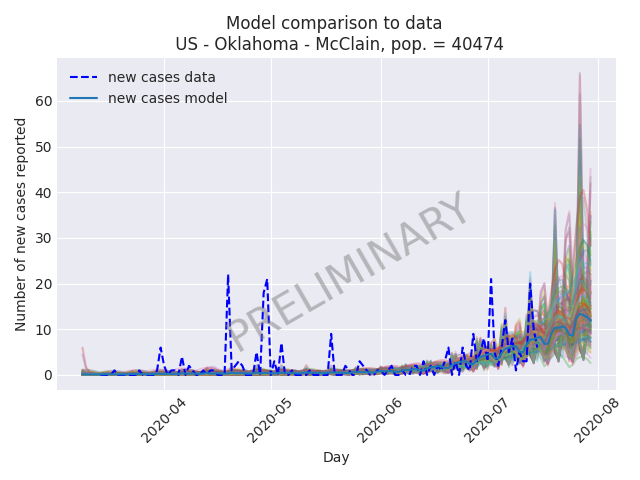 Model comparison to data
US - Oklahoma - McClain, pop. = 40474
new cases data
new cases model
PRELIMINARY
Number of new cases reported
60
50
40
30
20
10
0
2020-04
2020-05
2020-06
2020-07
2020-08
Day